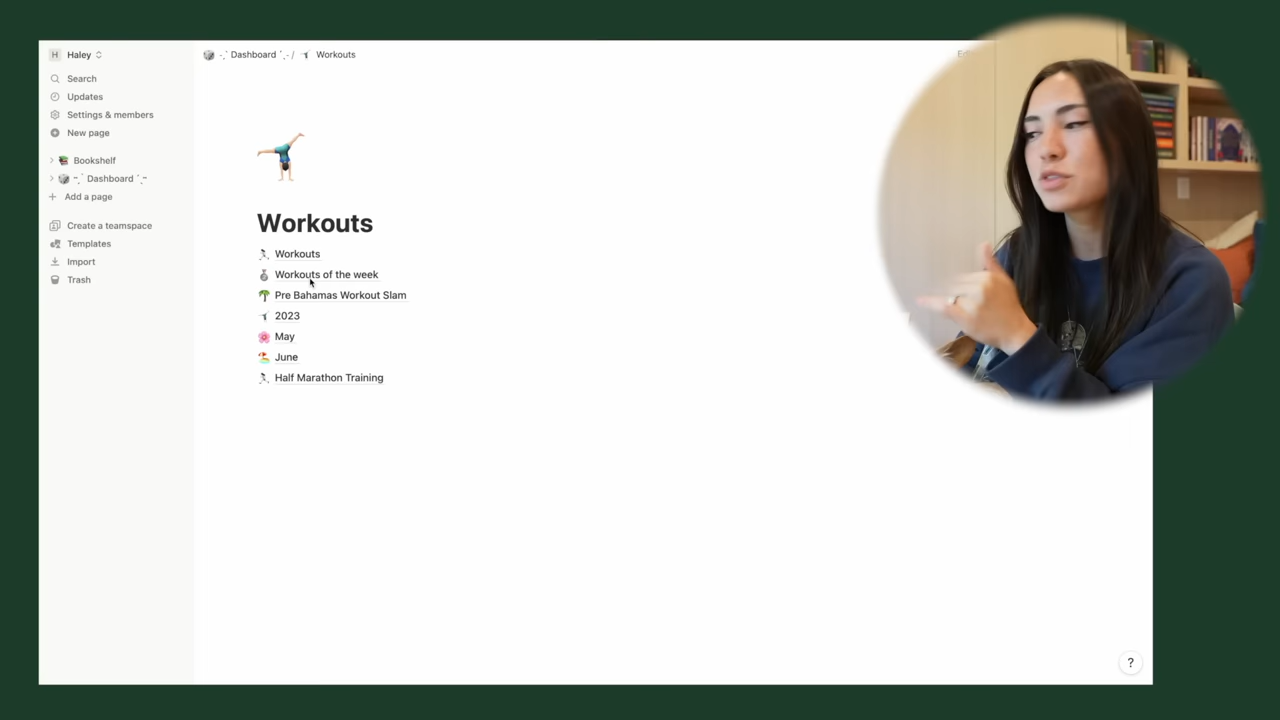 H Haley
Search
Updates
Settings & members
New page
Bookshelf
Dashboard
Add a page
Create a teamspace
Templates
Import
Trash
Dashboard / Workouts
Workouts
Workouts
Workouts of the week
Pre Bahamas Workout Slam
2023
May
June
Half Marathon Training
?